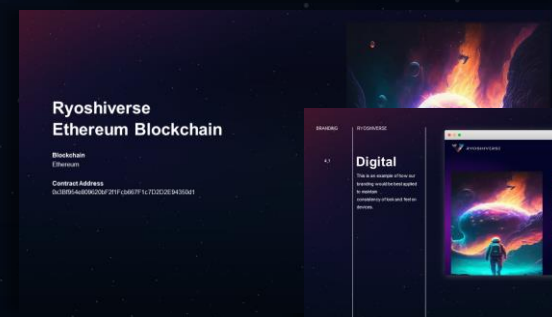 Ryoshiverse
Ethereum Blockchain
Blockchain
Ethereum
Contract Address
BRANDING
RYOSHIVERSE
4.1
Digital
This is an example of how our
branding would be best applied
to maintain
consistency of look and feel on
devices.
RYOSHIVERSE